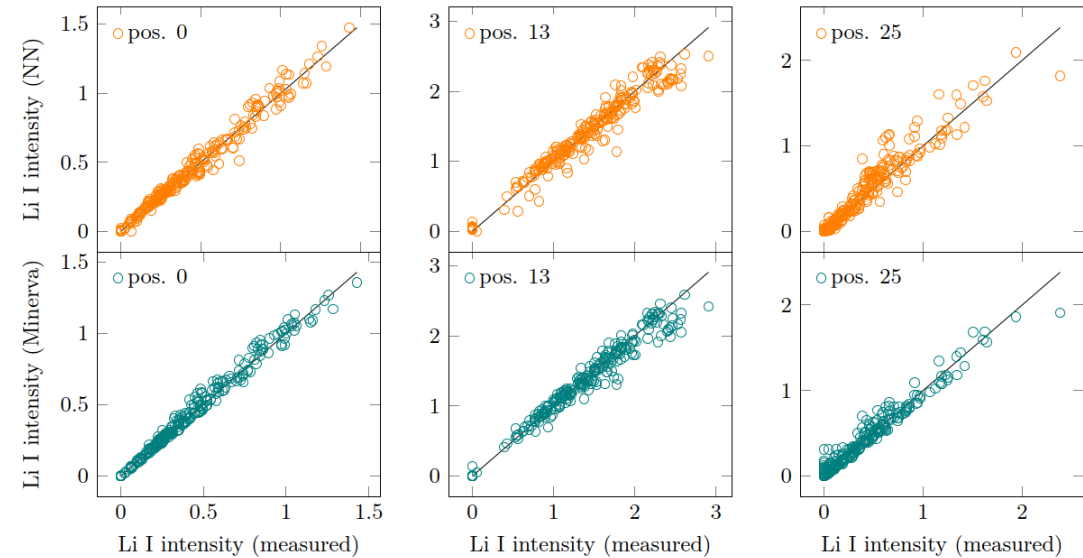 Li I intensity (NN)
1.5
1
0.5
0
pos. 0
3
2
1
0
pos. 13
2
1
0
pos. 25
Li I intensity (Minerva)
1.5
1
0.5
0
pos. 0
3
2
1
0
pos. 13
2
1
0
pos. 25
0 0.5 1 1.5
0 1 2 3
0 1 2
Li I intensity (measured)
Li I intensity (measured)
Li I intensity (measured)